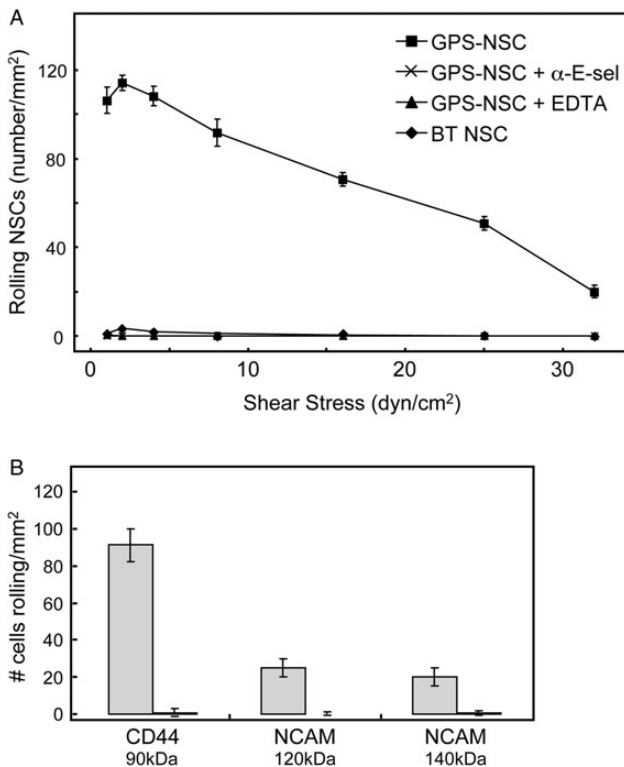 A
GPS-NSC
GPS-NSC + α-E-sel
GPS-NSC + EDTA
BT NSC
120
80
40
0
Rolling NSCs (number/mm²)
0 10 20 30
Shear Stress (dyn/cm²)
B
120
100
80
60
40
20
0
# cells rolling/mm²
CD44 NCAM NCAM
90kDa 120kDa 140kDa